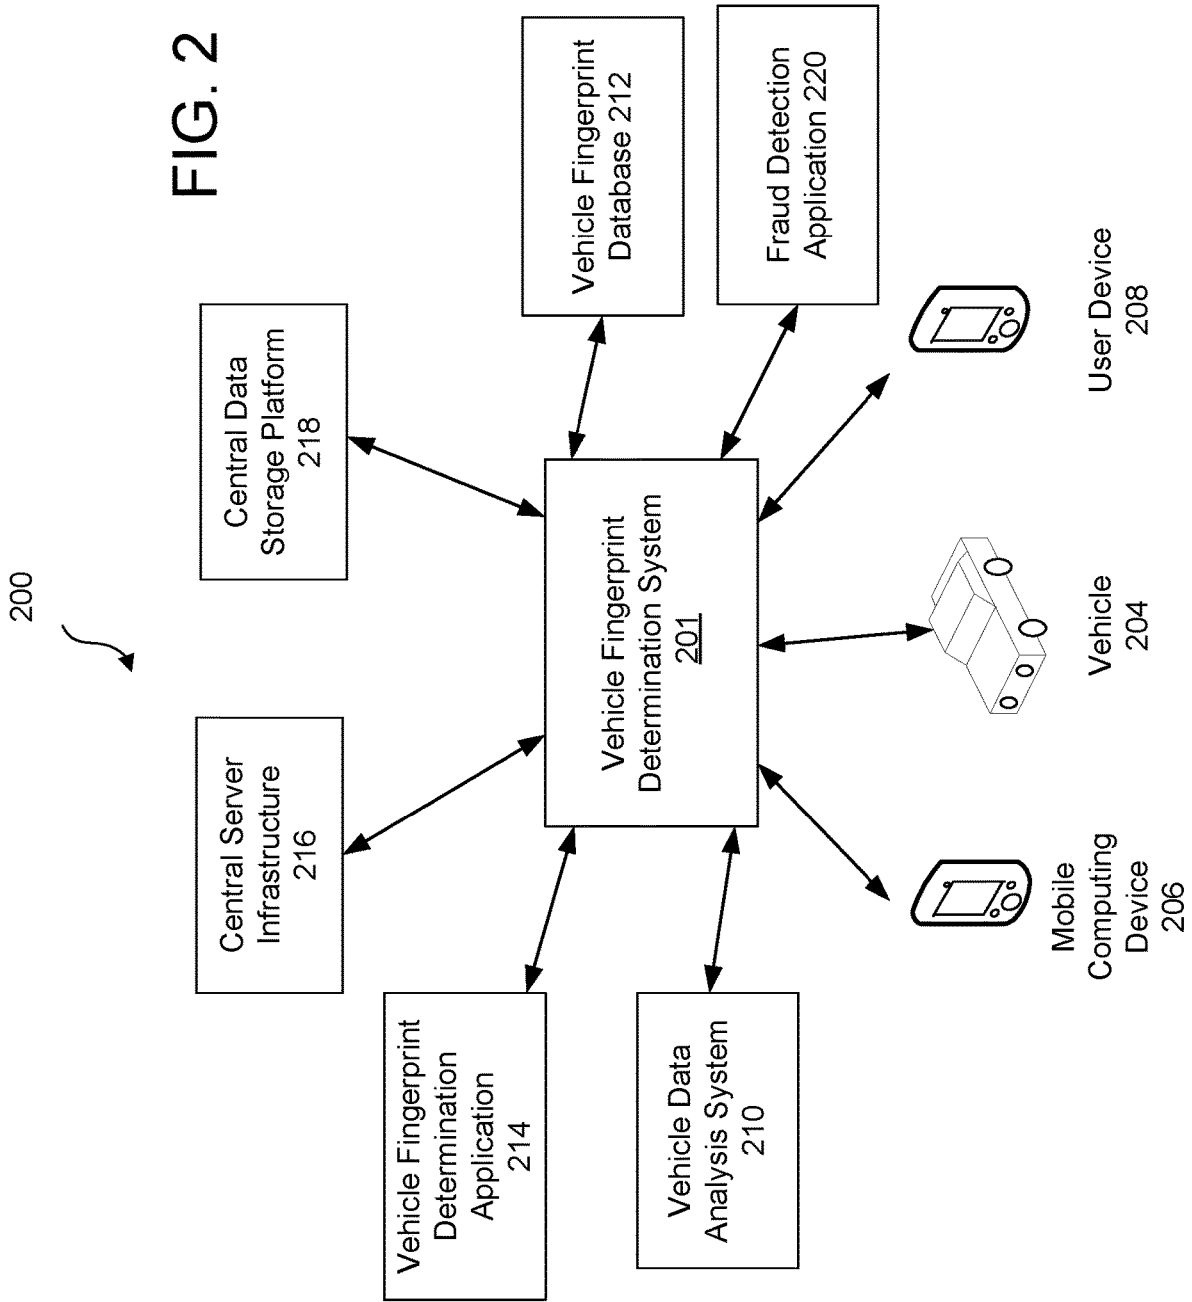 FIG. 2
200
Central Server
Infrastructure
216
Central Data
Storage Platform
218
Vehicle Fingerprint
Determination
Application
214
Vehicle Fingerprint
Database 212
Vehicle Fingerprint
Determination System
201
Vehicle Data
Analysis System
210
Fraud Detection
Application 220
Mobile
Computing
Device
206
Vehicle
204
User Device
208